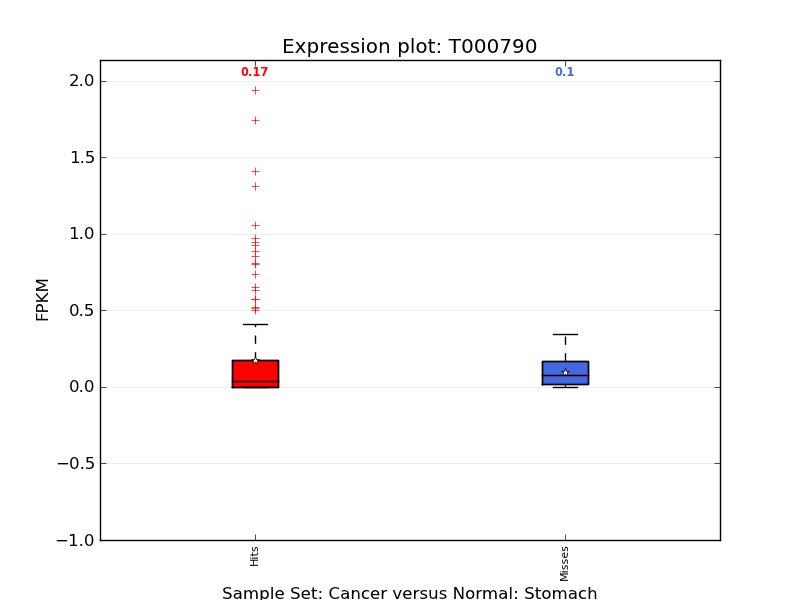 Expression plot: T000790
0.17
0.1
2.0
1.5
1.0
0.5
0.0
−0.5
−1.0
FPKM
Hits
Misses
Sample Set: Cancer versus Normal: Stomach